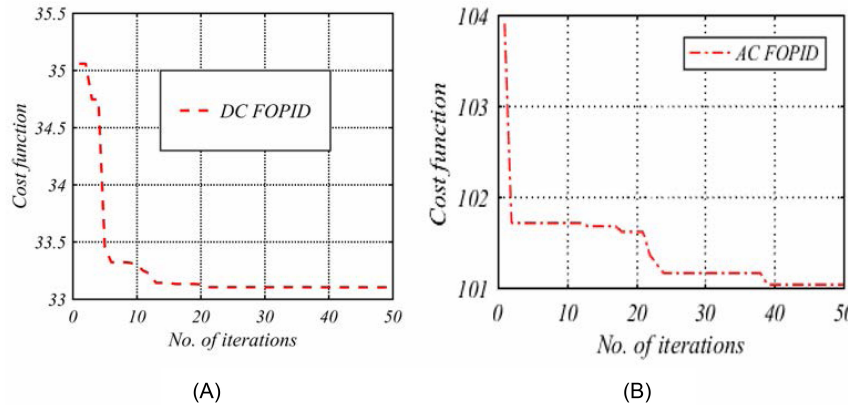 35.5
35
34.5
34
33.5
33
0 10 20 30 40 50
Cost function
No. of iterations
DC FOPID
(A)
104
103
102
101
0 10 20 30 40 50
Cost function
No. of iterations
AC FOPID
(B)